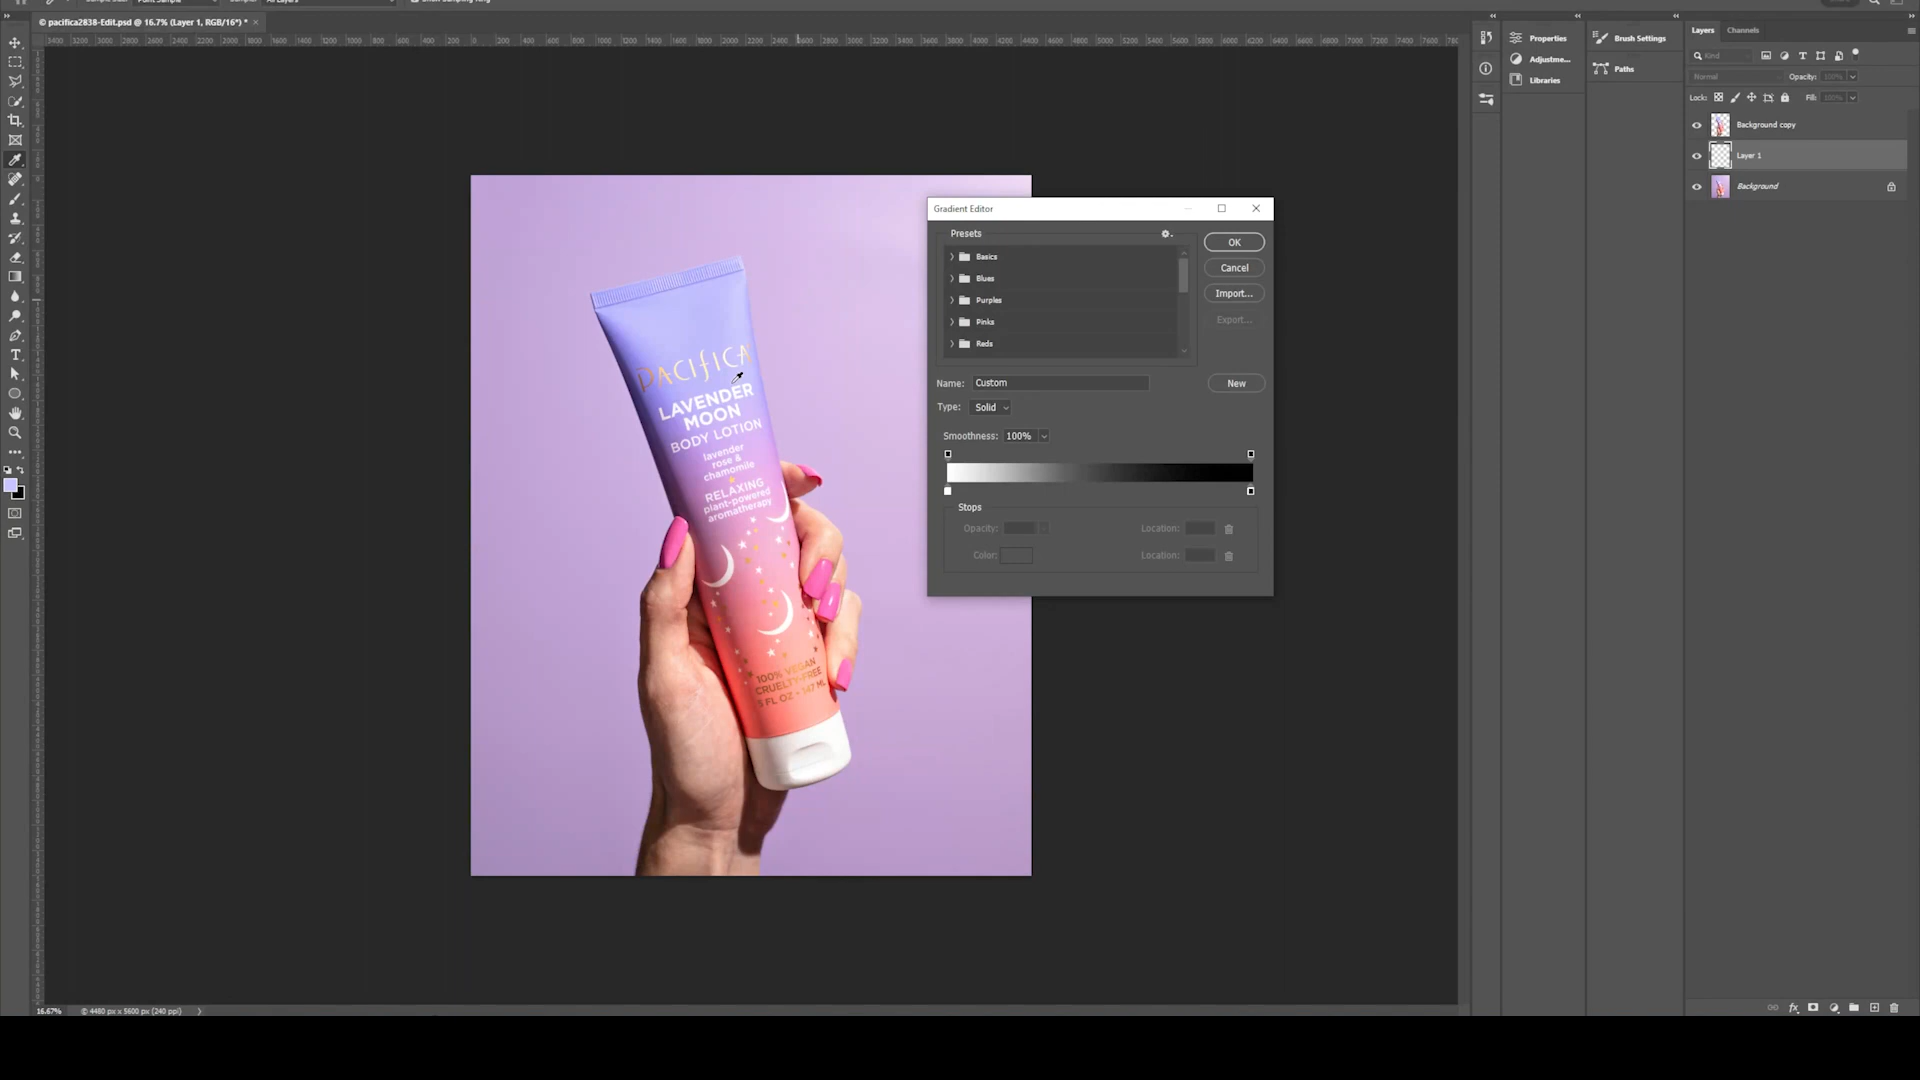 © pacifica2838-Edit.psd @ 16.7% (Layer 1, RGB/16*) * ×
Properties
Adjustme...
Libraries
Brush Settings
Paths
Layers
Channels
Kind
Normal
Opacity: 100%
Lock:
Fill: 100%
Background copy
Layer 1
Background
Gradient Editor
Presets
Basics
Blues
Purples
Pinks
Reds
OK
Cancel
Import...
Export...
Name: Custom
New
Type: Solid
Smoothness: 100%
Stops
Opacity:
Location:
Color:
Location:
PACIFICA
LAVENDER
MOON
BODY LOTION
lavender
rose &
chamomile
RELAXING
plant-powered
aromatherapy
100% VEGAN
CRUELTY-FREE
5 FL OZ • 147 ML
16.67%
© 4480 px x 5600 px (240 ppi)